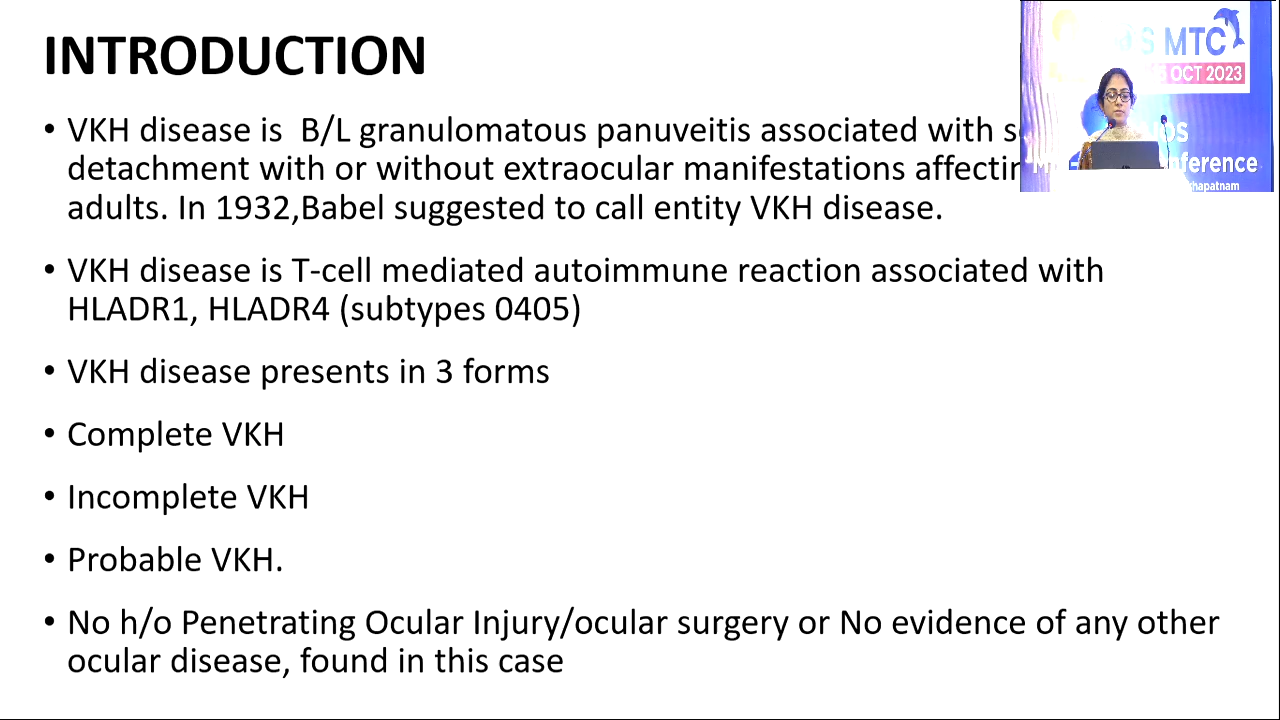 INTRODUCTION
• VKH disease is B/L granulomatous panuveitis associated with
detachment with or without extraocular manifestations
adults. In 1932,Babel suggested to call entity VKH disease.
• VKH disease is T-cell mediated autoimmune reaction associated with
HLADR1, HLADR4 (subtypes 0405)
• VKH disease presents in 3 forms
• Complete VKH
• Incomplete VKH
• Probable VKH.
• No h/o Penetrating Ocular Injury/ocular surgery or No evidence of any other
ocular disease, found in this case
S MTC
OCT 2023